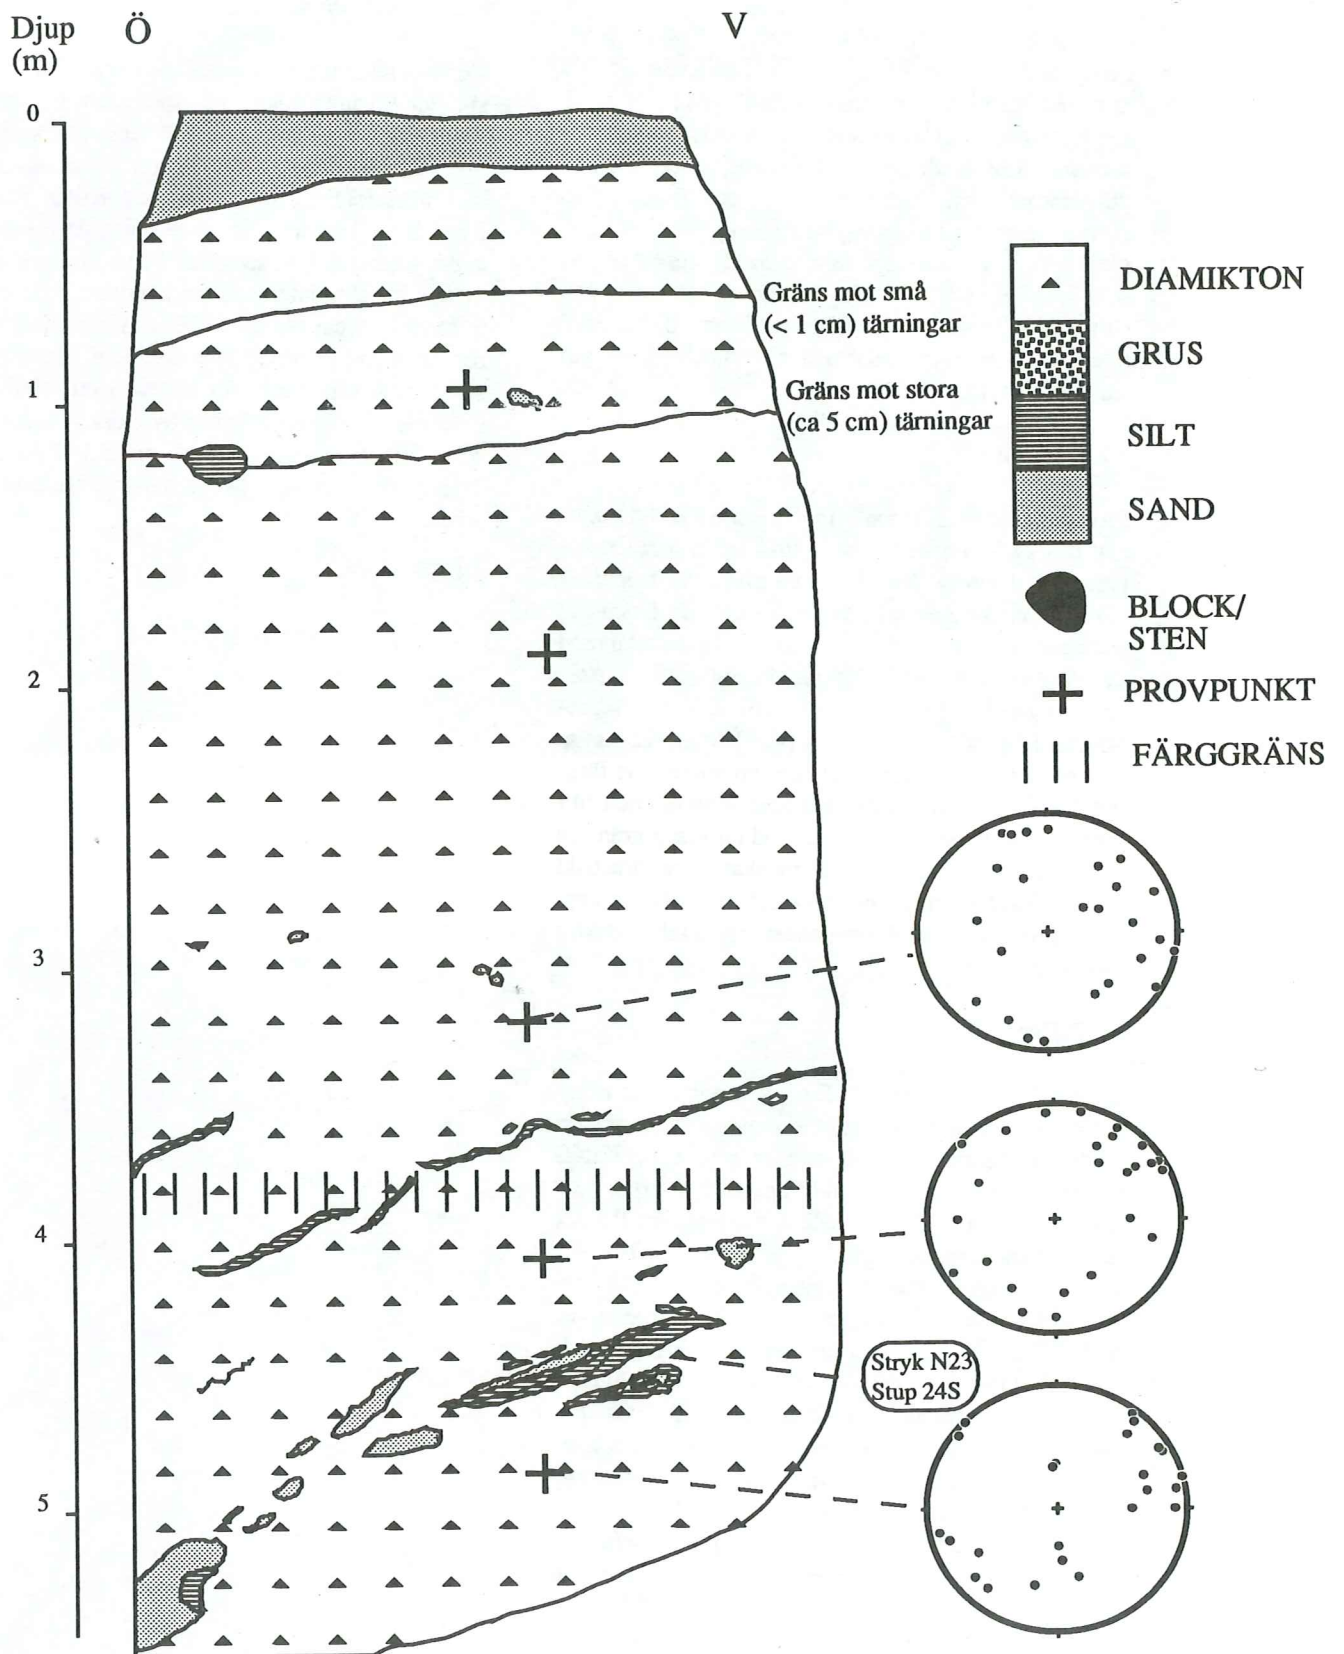 Djup
(m)
Ö
V
0
1
2
3
4
5
Gräns mot små
(< 1 cm) tärningar
Gräns mot stora
(ca 5 cm) tärningar
DIAMIKTON
GRUS
SILT
SAND
BLOCK/
STEN
PROVPUNKT
FÄRGGRÄNS
Stryk N23
Stup 24S